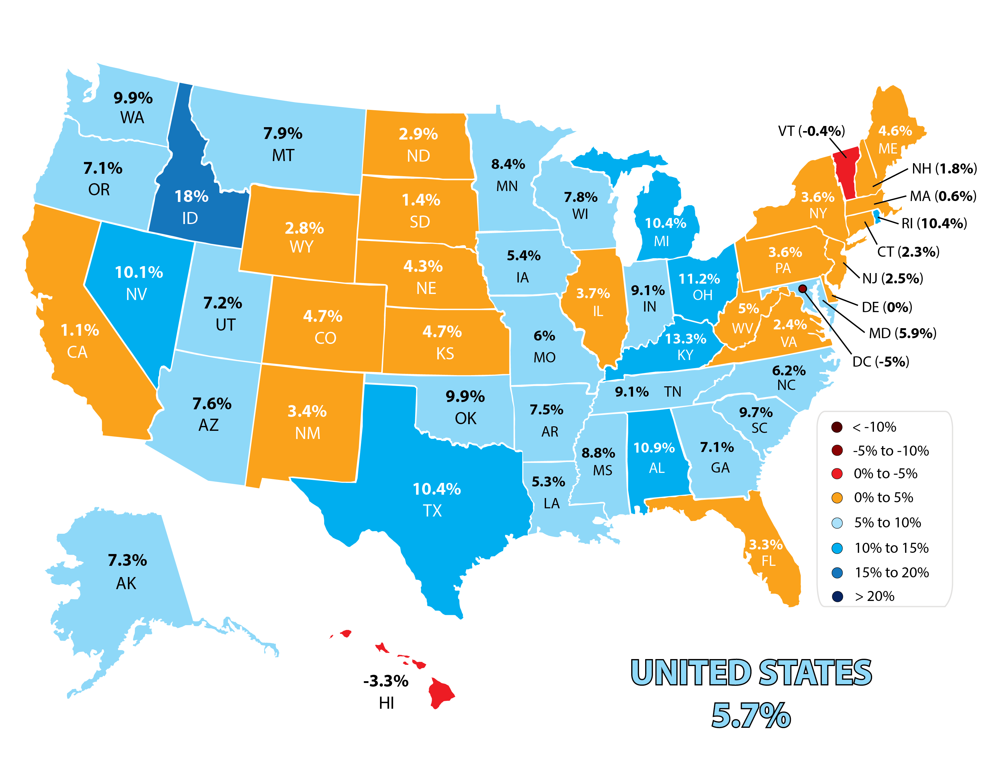 9.9%
WA
7.1%
OR
18%
ID
7.9%
MT
2.9%
ND
8.4%
MN
1.4%
SD
2.8%
WY
7.8%
WI
10.4%
MI
VT (-0.4%)
4.6%
ME
NH (1.8%)
MA (0.6%)
RI (10.4%)
CT (2.3%)
NJ (2.5%)
DE (0%)
MD (5.9%)
DC (-5%)
3.6%
NY
3.6%
PA
10.1%
NV
7.2%
UT
1.1%
CA
4.7%
CO
4.3%
NE
4.7%
KS
5.4%
IA
6%
MO
3.7%
IL
9.1%
IN
11.2%
OH
5%
WV
2.4%
VA
13.3%
KY
9.1% TN
6.2%
NC
9.7%
SC
7.6%
AZ
3.4%
NM
9.9%
OK
7.5%
AR
8.8%
MS
10.9%
AL
7.1%
GA
5.3%
LA
10.4%
TX
3.3%
FL
7.3%
AK
-3.3%
HI
< -10%
-5% to -10%
0% to -5%
0% to 5%
5% to 10%
10% to 15%
15% to 20%
> 20%
UNITED STATES
5.7%